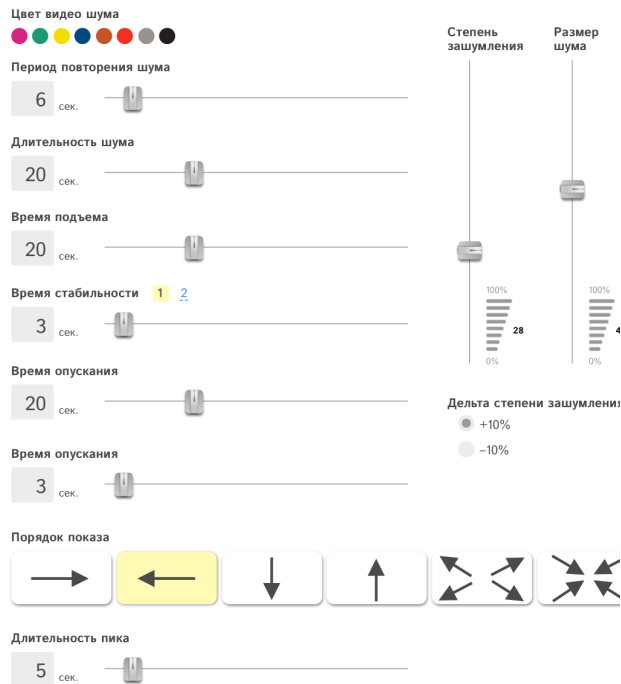 Цвет видео шума
Период повторения шума
6 сек.
Длительность шума
20 сек.
Время подъема
20 сек.
Время стабильности 1 2
3 сек.
Время опускания
20 сек.
Время опускания
3 сек.
Степень
зашумления
100%
28
0%
Размер
шума
100%
4
0%
Дельта степени зашумления
+10%
–10%
Порядок показа
Длительность пика
5 сек.